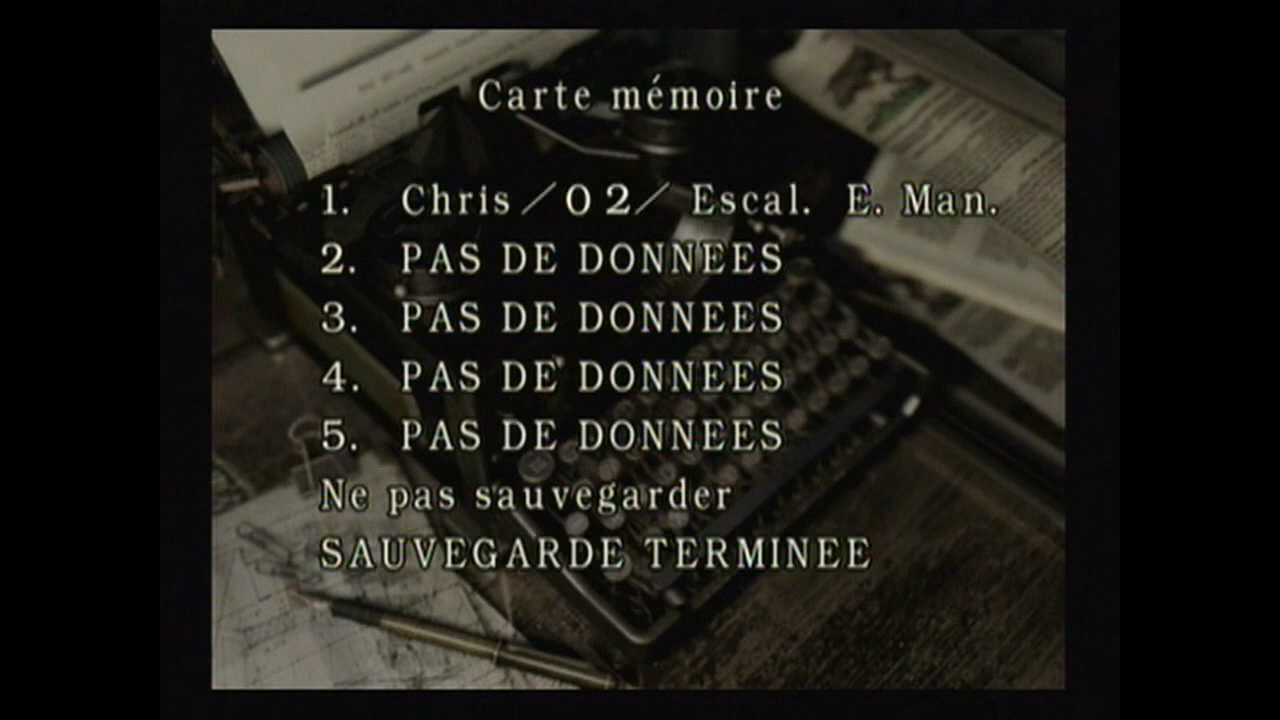 Carte mémoire
1. Chris／02／ Escal. E. Man.
2. PAS DE DONNEES
3. PAS DE DONNEES
4. PAS DE DONNEES
5. PAS DE DONNEES
Ne pas sauvegarder
SAUVEGARDE TERMINEE